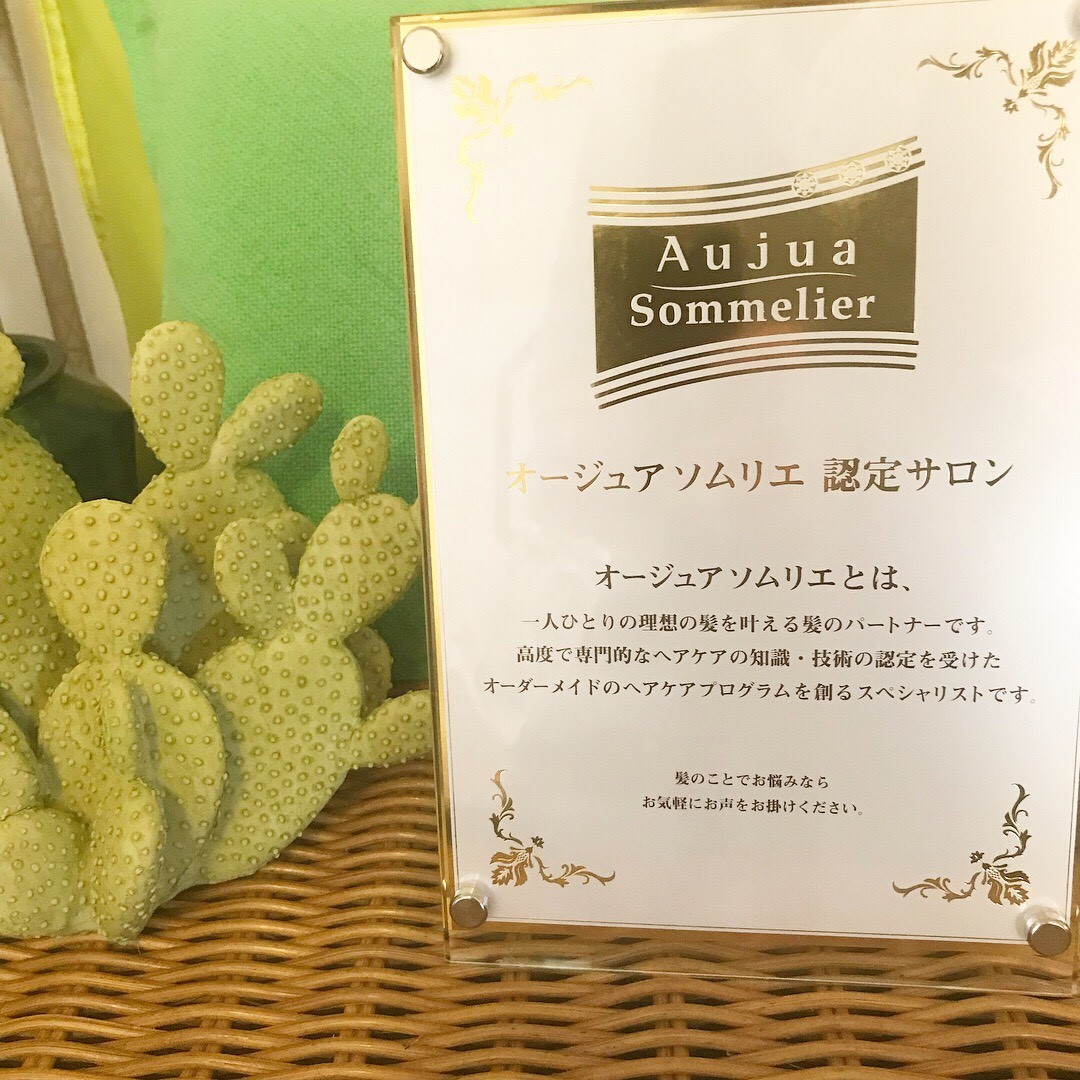 Aujua
Sommelier
オージュア ソムリエ 認定サロン
オージュア ソムリエとは、
一人ひとりの理想の髪を叶える髪のパートナーです。
高度で専門的なヘアケアの知識・技術の認定を受けた
オーダーメイドのヘアケアプログラムを創るスペシャリストです。
髪のことでお悩みなら
お気軽にお声をお掛けください。